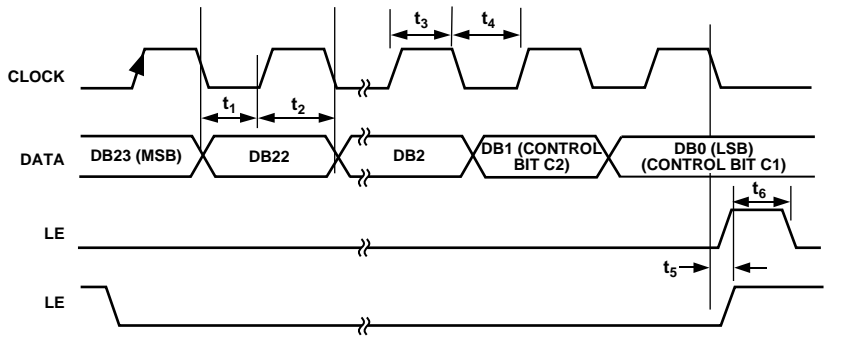 t3 t4
CLOCK
t1 t2
DATA DB23 (MSB) DB22 DB2 DB1 (CONTROL BIT C2) DB0 (LSB) (CONTROL BIT C1)
t6
LE
t5
LE